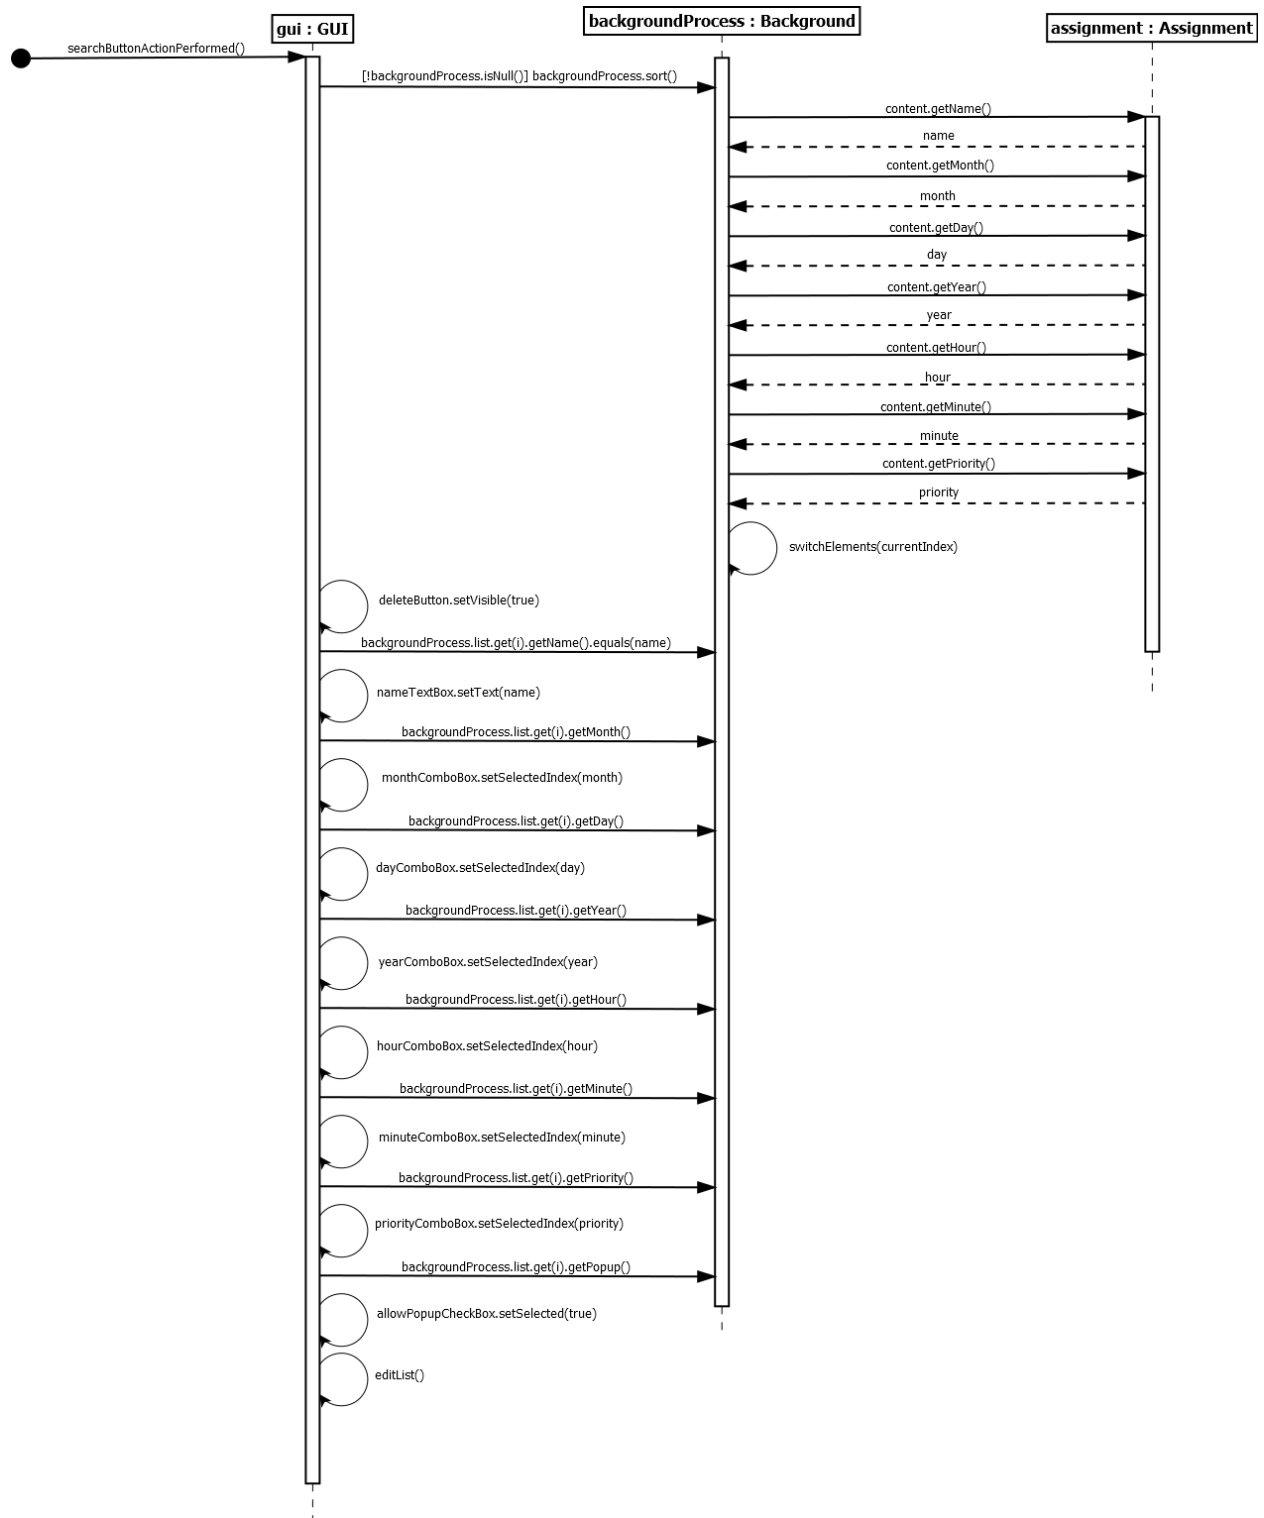 gui : GUI
backgroundProcess : Background
assignment : Assignment
searchButtonActionPerformed()
[!backgroundProcess.isNull()] backgroundProcess.sort()
content.getName()
name
content.getMonth()
month
content.getDay()
day
content.getYear()
year
content.getHour()
hour
content.getMinute()
minute
content.getPriority()
priority
switchElements(currentIndex)
deleteButton.setVisible(true)
backgroundProcess.list.get(i).getName().equals(name)
nameTextBox.setText(name)
backgroundProcess.list.get(i).getMonth()
monthComboBox.setSelectedIndex(month)
backgroundProcess.list.get(i).getDay()
dayComboBox.setSelectedIndex(day)
backgroundProcess.list.get(i).getYear()
yearComboBox.setSelectedIndex(year)
backgroundProcess.list.get(i).getHour()
hourComboBox.setSelectedIndex(hour)
backgroundProcess.list.get(i).getMinute()
minuteComboBox.setSelectedIndex(minute)
backgroundProcess.list.get(i).getPriority()
priorityComboBox.setSelectedIndex(priority)
backgroundProcess.list.get(i).getPopup()
allowPopupCheckBox.setSelected(true)
editList()